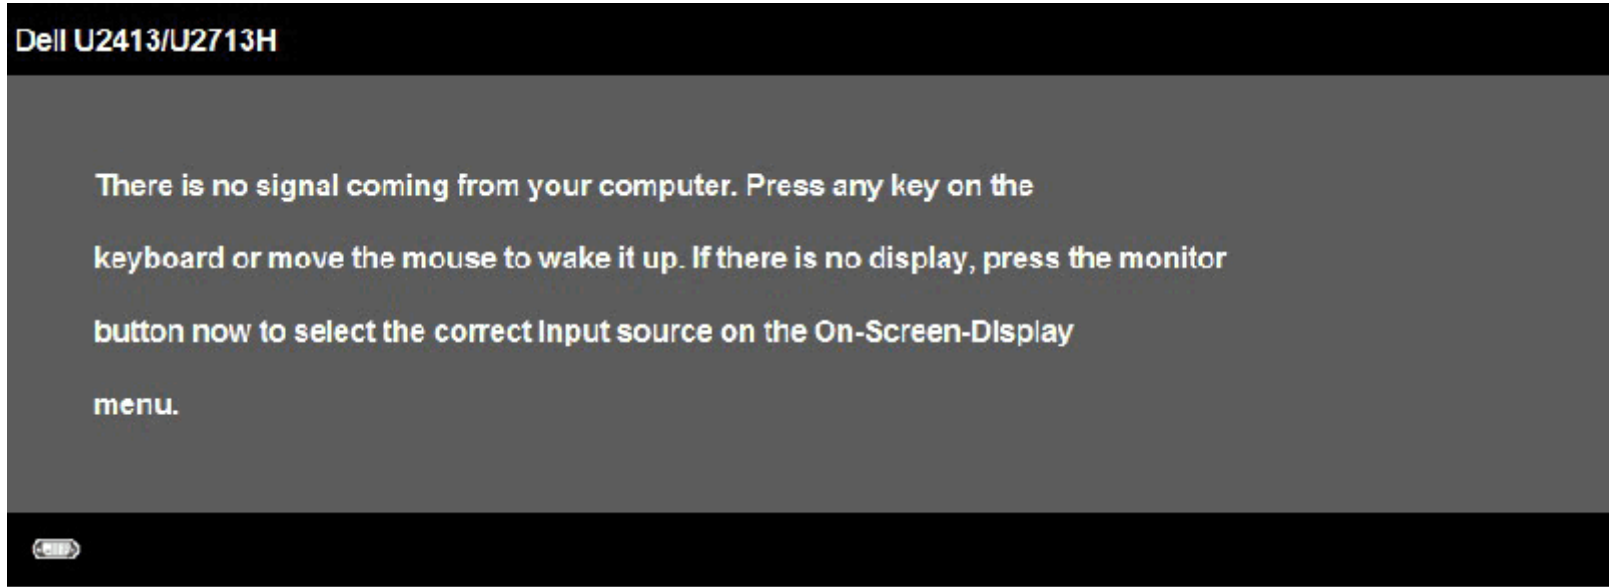 Dell U2413/U2713H
There is no signal coming from your computer. Press any key on the
keyboard or move the mouse to wake it up. If there is no display, press the monitor
button now to select the correct input source on the On-Screen-Display
menu.